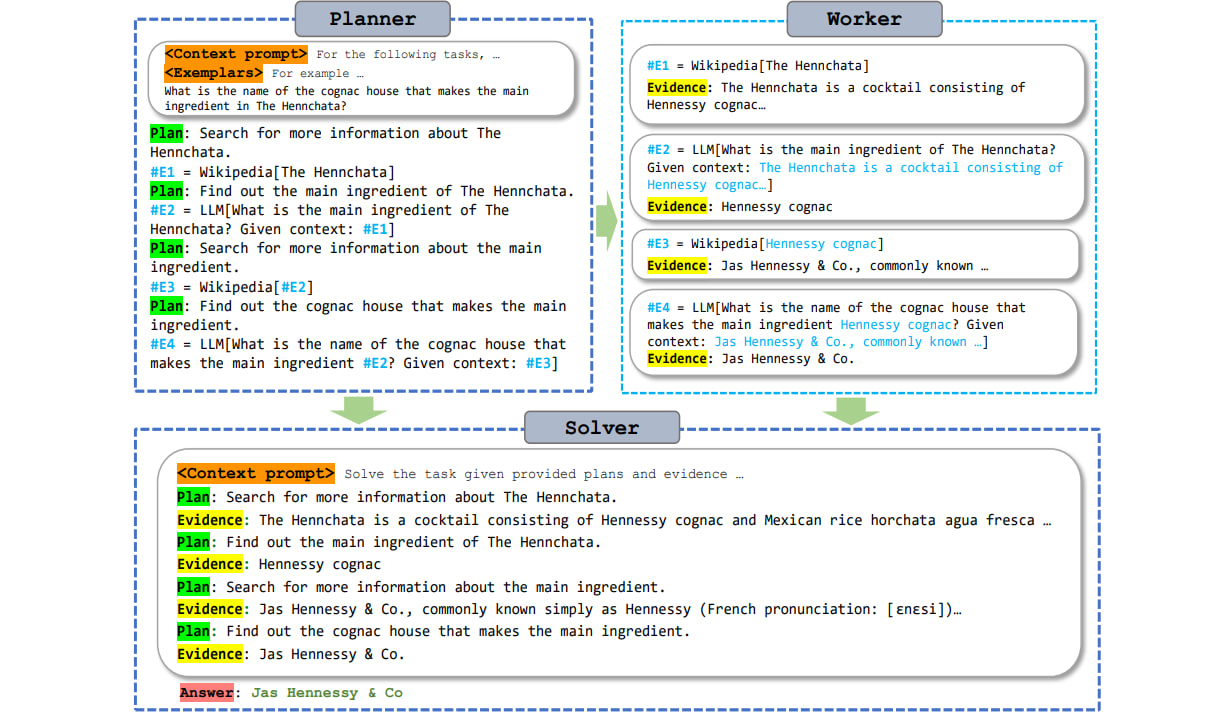 Planner
<Context prompt> For the following tasks, …
<Exemplars> For example …
What is the name of the cognac house that makes the main
ingredient in The Hennchata?
Plan: Search for more information about The
Hennchata.
#E1 = Wikipedia[The Hennchata]
Plan: Find out the main ingredient of The Hennchata.
#E2 = LLM[What is the main ingredient of The
Hennchata? Given context: #E1]
Plan: Search for more information about the main
ingredient.
#E3 = Wikipedia[#E2]
Plan: Find out the cognac house that makes the main
ingredient.
#E4 = LLM[What is the name of the cognac house that
makes the main ingredient #E2? Given context: #E3]
Worker
#E1 = Wikipedia[The Hennchata]
Evidence: The Hennchata is a cocktail consisting of
Hennessy cognac…
#E2 = LLM[What is the main ingredient of The Hennchata?
Given context: The Hennchata is a cocktail consisting of
Hennessy cognac…]
Evidence: Hennessy cognac
#E3 = Wikipedia[Hennessy cognac]
Evidence: Jas Hennessy & Co., commonly known …
#E4 = LLM[What is the name of the cognac house that
makes the main ingredient Hennessy cognac? Given
context: Jas Hennessy & Co., commonly known …]
Evidence: Jas Hennessy & Co.
Solver
<Context prompt> Solve the task given provided plans and evidence …
Plan: Search for more information about The Hennchata.
Evidence: The Hennchata is a cocktail consisting of Hennessy cognac and Mexican rice horchata agua fresca …
Plan: Find out the main ingredient of The Hennchata.
Evidence: Hennessy cognac
Plan: Search for more information about the main ingredient.
Evidence: Jas Hennessy & Co., commonly known simply as Hennessy (French pronunciation: [ɛnɛsi])…
Plan: Find out the cognac house that makes the main ingredient.
Evidence: Jas Hennessy & Co.
Answer: Jas Hennessy & Co